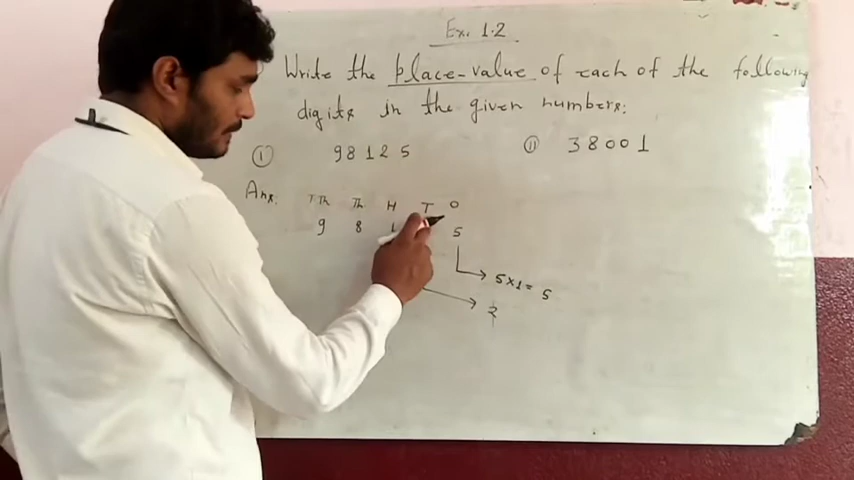 Ex: 1.2
Write the place-value of each of the following
digits in the given numbers:
(i) 98125 (ii) 38001
Ans: TTh Th H T O
9 8 1 5
5×1= 5
2